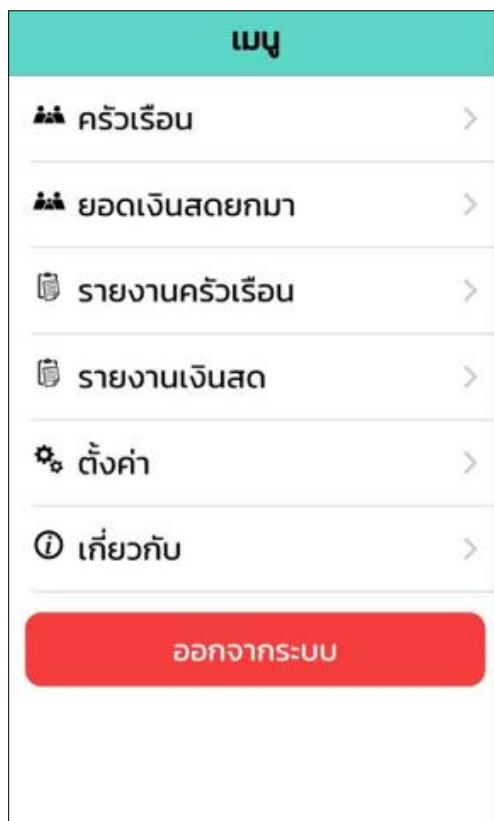 เมนู
ครัวเรือน
ยอดเงินสดยกมา
รายงานครัวเรือน
รายงานเงินสด
ตั้งค่า
เกี่ยวกับ
ออกจากระบบ